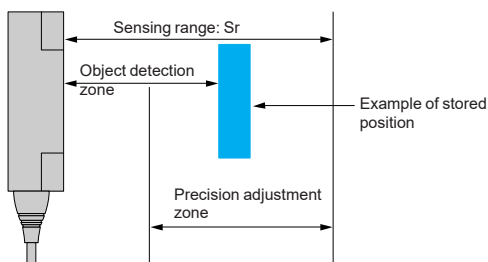 Sensing range: Sr
Object detection
zone
Example of stored
position
Precision adjustment
zone